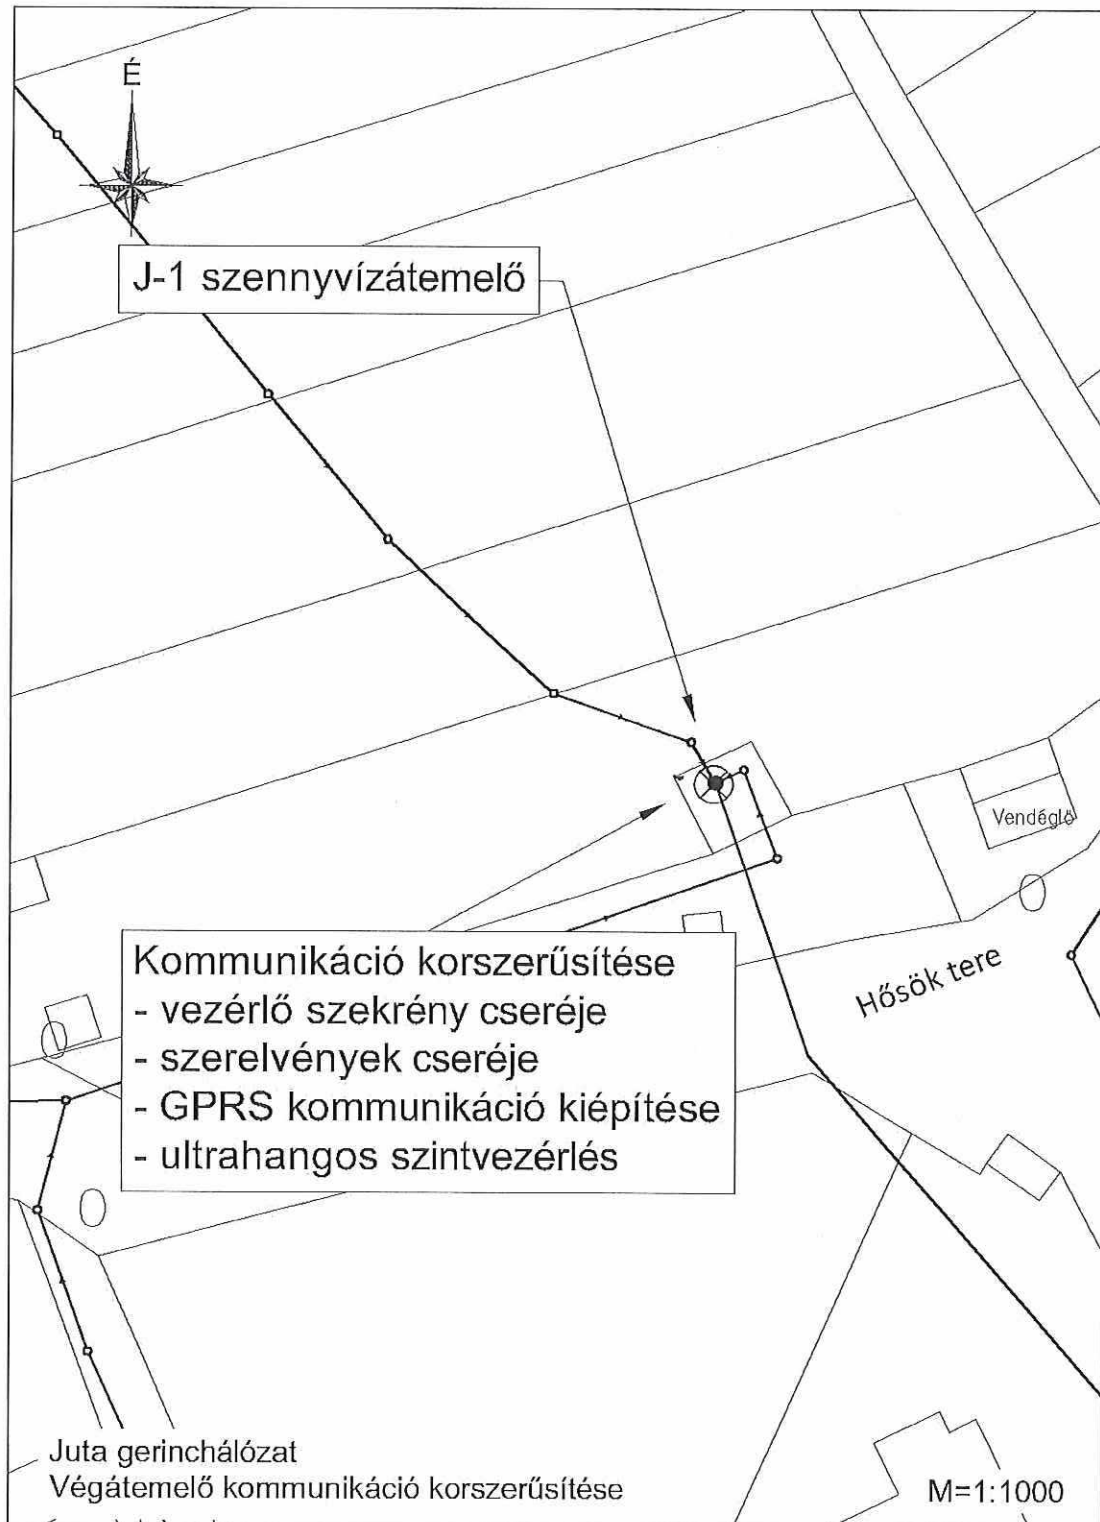 É
J-1 szennyvízátemelő
Vendéglő
Hősök tere
Kommunikáció korszerűsítése
- vezérlő szekrény cseréje
- szerelvények cseréje
- GPRS kommunikáció kiépítése
- ultrahangos szintvezérlés
Juta gerinchálózat
Végátemelő kommunikáció korszerűsítése
M=1:1000